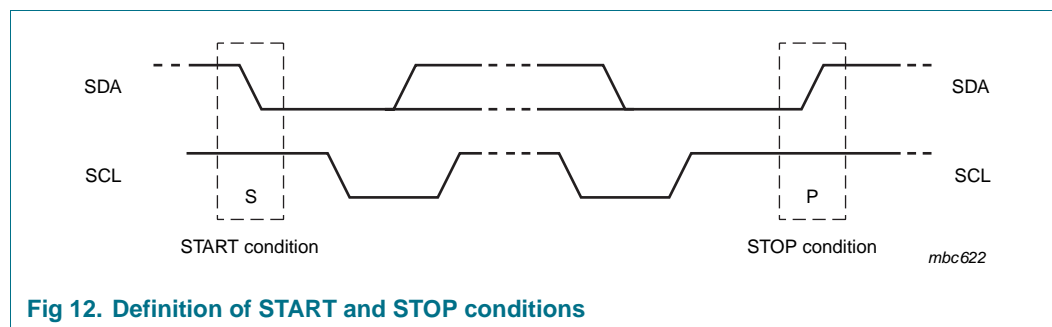 SDA SDA
SCL SCL
S P
START condition STOP condition
mbc622
Fig 12. Definition of START and STOP conditions